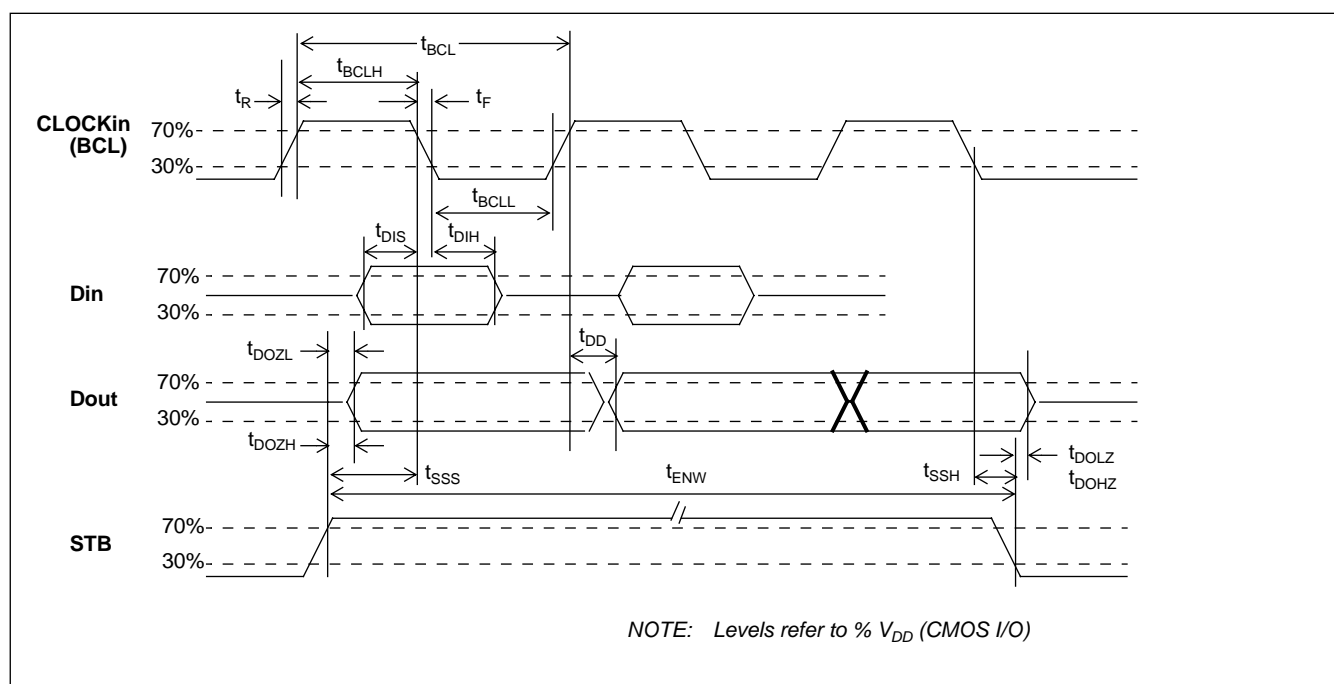 tBCL
tBCLH
tR
tF
CLOCKin
(BCL)
70%
30%
tBCLL
tDIS
tDIH
70%
Din
30%
tDOZL
tDD
70%
Dout
30%
tDOZH
tSSS
tENW
tSSH
tDOLZ
tDOHZ
70%
STB
30%
NOTE: Levels refer to % VDD (CMOS I/O)